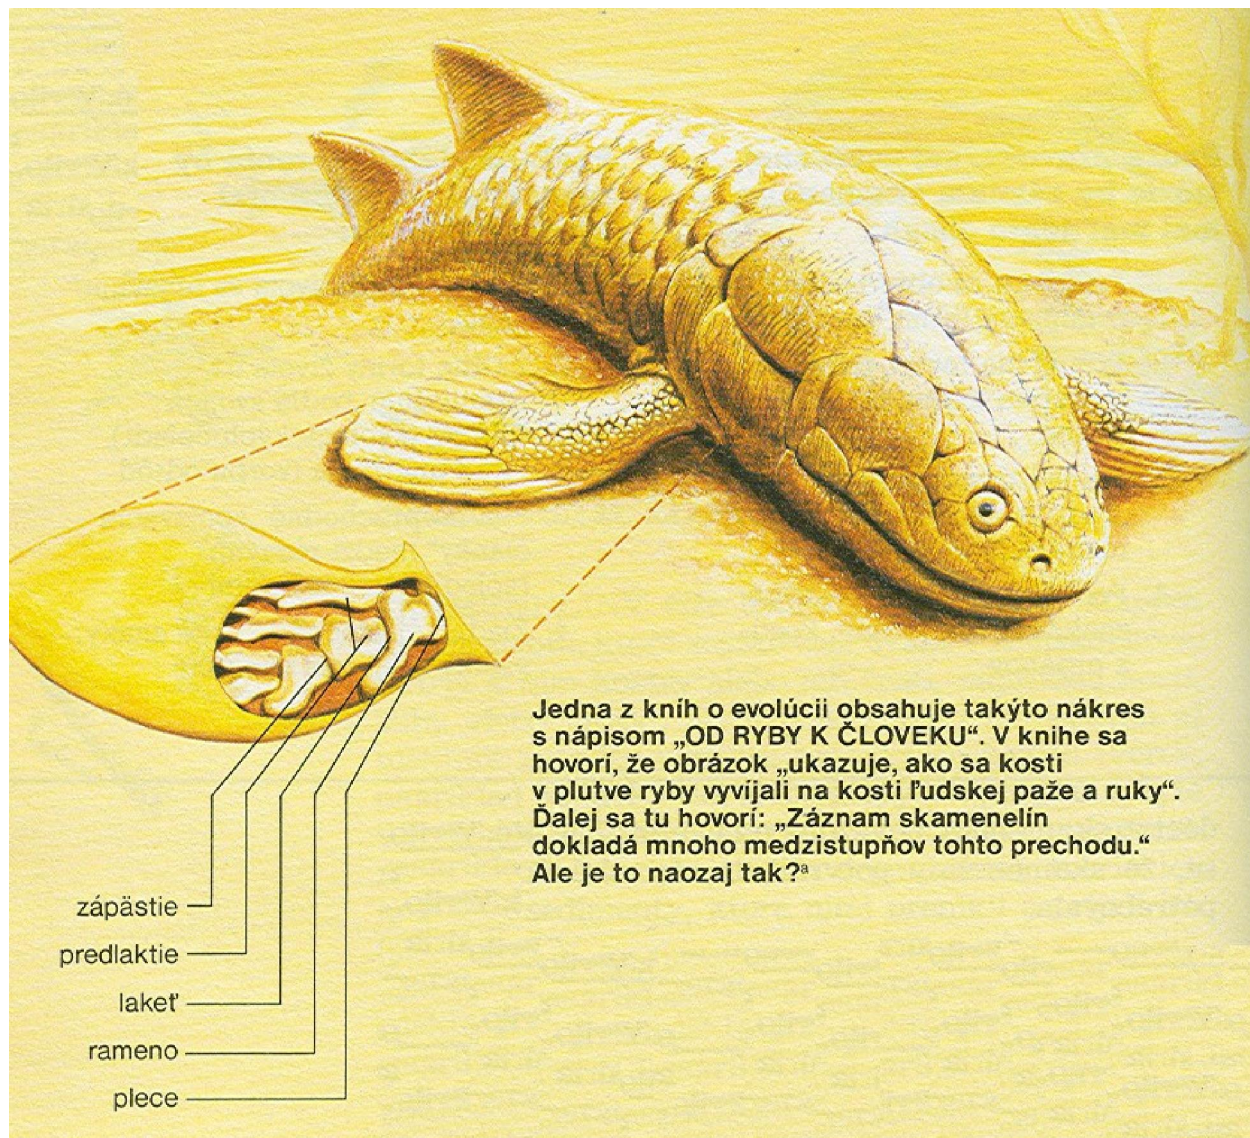 Jedna z kníh o evolúcii obsahuje takýto nákres
s nápisom „OD RYBY K ČLOVEKU“. V knihe sa
hovorí, že obrázok „ukazuje, ako sa kosti
v plutve ryby vyvíjali na kosti ľudskej paže a ruky“.
Ďalej sa tu hovorí: „Záznam skamenelín
dokladá mnoho medzistupňov tohto prechodu.“
Ale je to naozaj tak?ᵃ
zápästie
predlaktie
lakeť
rameno
plece